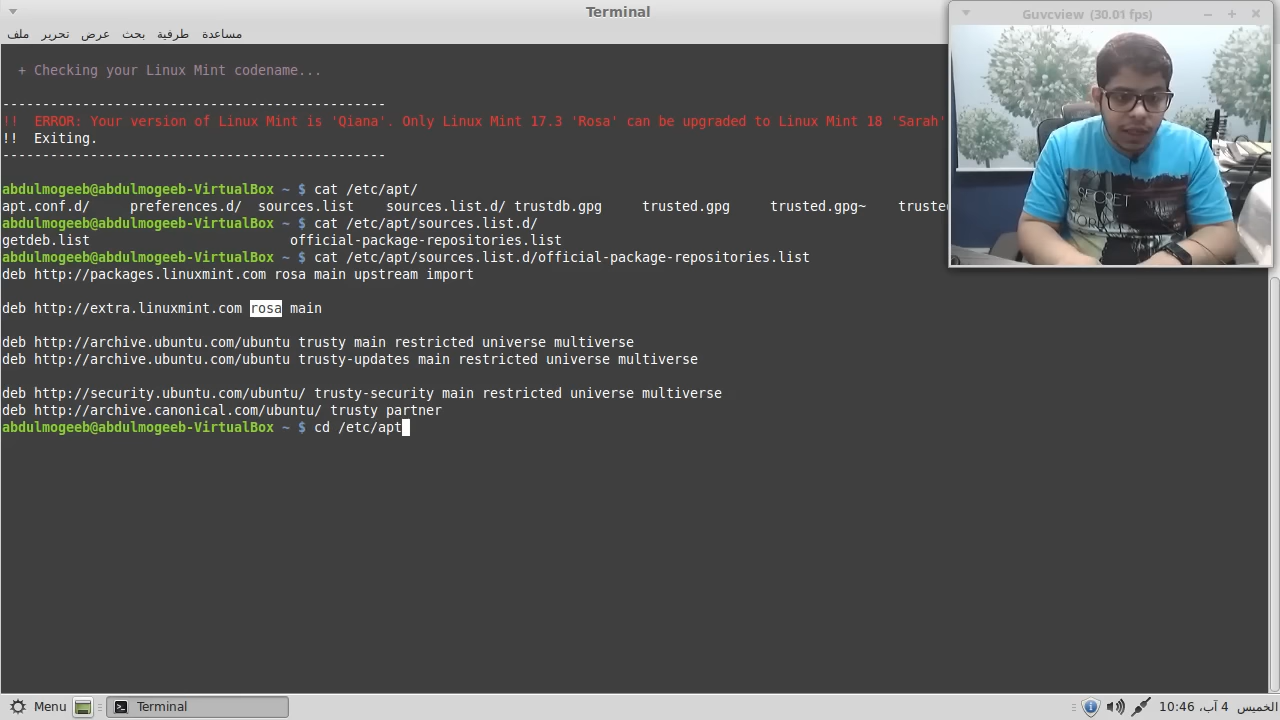 Terminal
Guvcview (30.01 fps)
ملف تحرير عرض بحث طرفية مساعدة
+ Checking your Linux Mint codename...
------------------------------------------------
!! ERROR: Your version of Linux Mint is 'Qiana'. Only Linux Mint 17.3 'Rosa' can be upgraded to Linux Mint 18 'Sarah'
!! Exiting.
------------------------------------------------
abdulmogeeb@abdulmogeeb-VirtualBox ~ $ cat /etc/apt/
apt.conf.d/ preferences.d/ sources.list sources.list.d/ trustdb.gpg trusted.gpg trusted.gpg~ truste
abdulmogeeb@abdulmogeeb-VirtualBox ~ $ cat /etc/apt/sources.list.d/
getdeb.list official-package-repositories.list
abdulmogeeb@abdulmogeeb-VirtualBox ~ $ cat /etc/apt/sources.list.d/official-package-repositories.list
deb http://packages.linuxmint.com rosa main upstream import
deb http://extra.linuxmint.com rosa main
deb http://archive.ubuntu.com/ubuntu trusty main restricted universe multiverse
deb http://archive.ubuntu.com/ubuntu trusty-updates main restricted universe multiverse
deb http://security.ubuntu.com/ubuntu/ trusty-security main restricted universe multiverse
deb http://archive.canonical.com/ubuntu/ trusty partner
abdulmogeeb@abdulmogeeb-VirtualBox ~ $ cd /etc/apt
SECRET
Menu
Terminal
الخميس 4 آب، 10:46